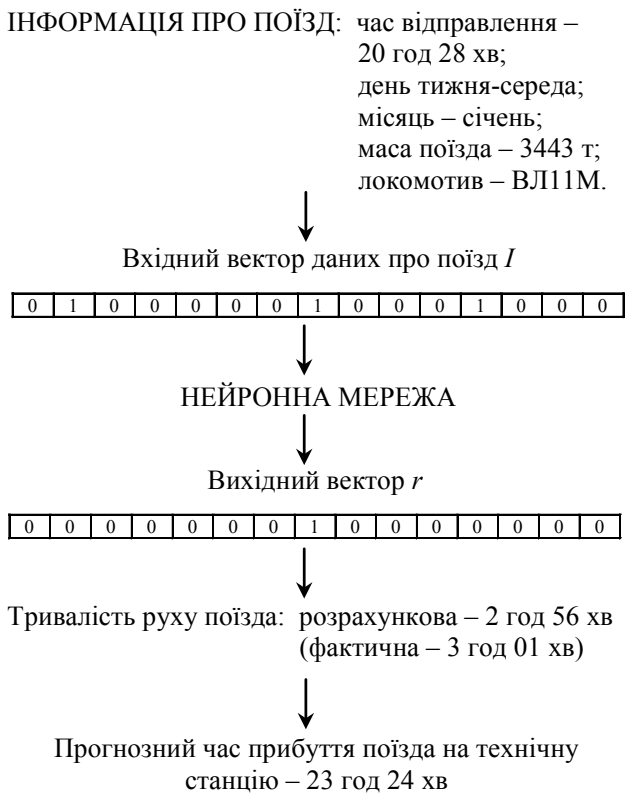 ІНФОРМАЦІЯ ПРО ПОЇЗД: час відправлення –
20 год 28 хв;
день тижня-середа;
місяць – січень;
маса поїзда – 3443 т;
локомотив – ВЛ11М.
Вхідний вектор даних про поїзд I
0 1 0 0 0 0 0 1 0 0 0 1 0 0 0
НЕЙРОННА МЕРЕЖА
Вихідний вектор r
0 0 0 0 0 0 0 1 0 0 0 0 0 0 0
Тривалість руху поїзда: розрахункова – 2 год 56 хв
(фактична – 3 год 01 хв)
Прогнозний час прибуття поїзда на технічну
станцію – 23 год 24 хв